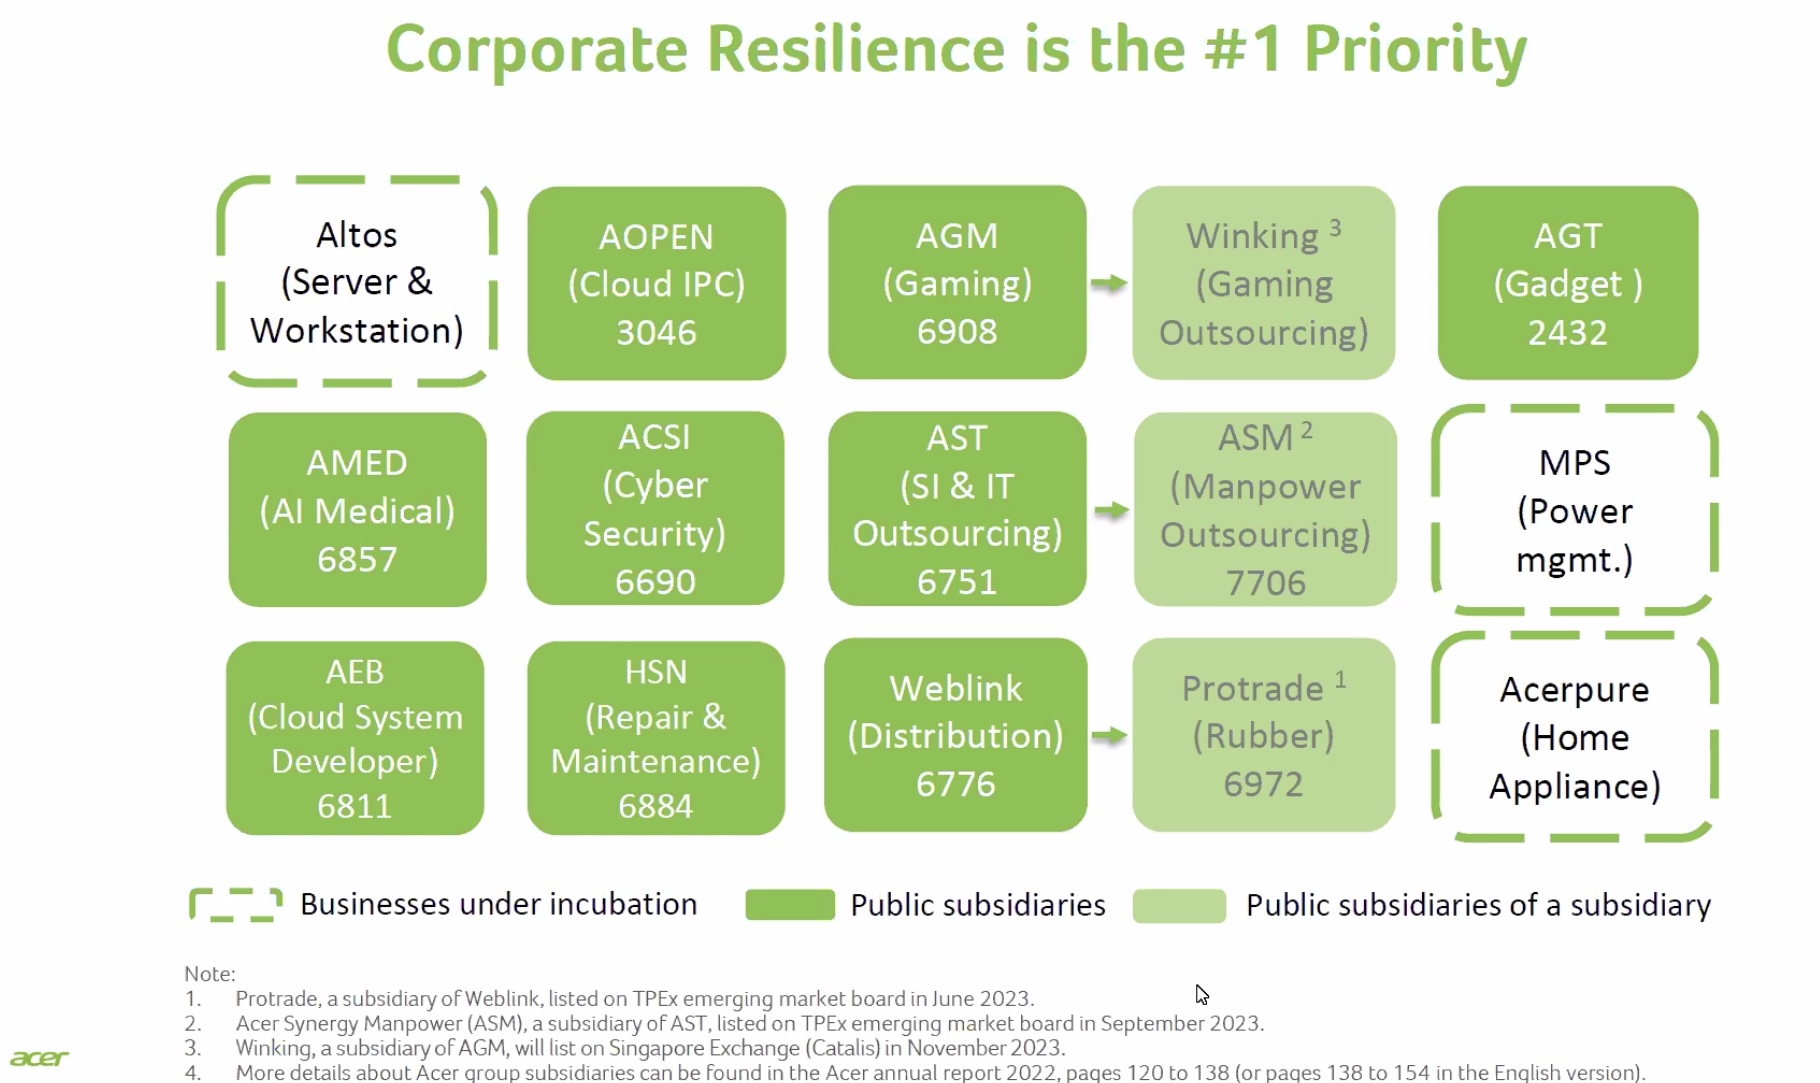 Corporate Resilience is the #1 Priority
Altos
(Server &
Workstation)
AOPEN
(Cloud IPC)
3046
AGM
(Gaming)
6908
Winking ³
(Gaming
Outsourcing)
AGT
(Gadget )
2432
AMED
(AI Medical)
6857
ACSI
(Cyber
Security)
6690
AST
(SI & IT
Outsourcing)
6751
ASM ²
(Manpower
Outsourcing)
7706
MPS
(Power
mgmt.)
AEB
(Cloud System
Developer)
6811
HSN
(Repair &
Maintenance)
6884
Weblink
(Distribution)
6776
Protrade ¹
(Rubber)
6972
Acerpure
(Home
Appliance)
Businesses under incubation
Public subsidiaries
Public subsidiaries of a subsidiary
Note:
1. Protrade, a subsidiary of Weblink, listed on TPEx emerging market board in June 2023.
2. Acer Synergy Manpower (ASM), a subsidiary of AST, listed on TPEx emerging market board in September 2023.
3. Winking, a subsidiary of AGM, will list on Singapore Exchange (Catalis) in November 2023.
4. More details about Acer group subsidiaries can be found in the Acer annual report 2022, pages 120 to 138 (or pages 138 to 154 in the English version).
acer